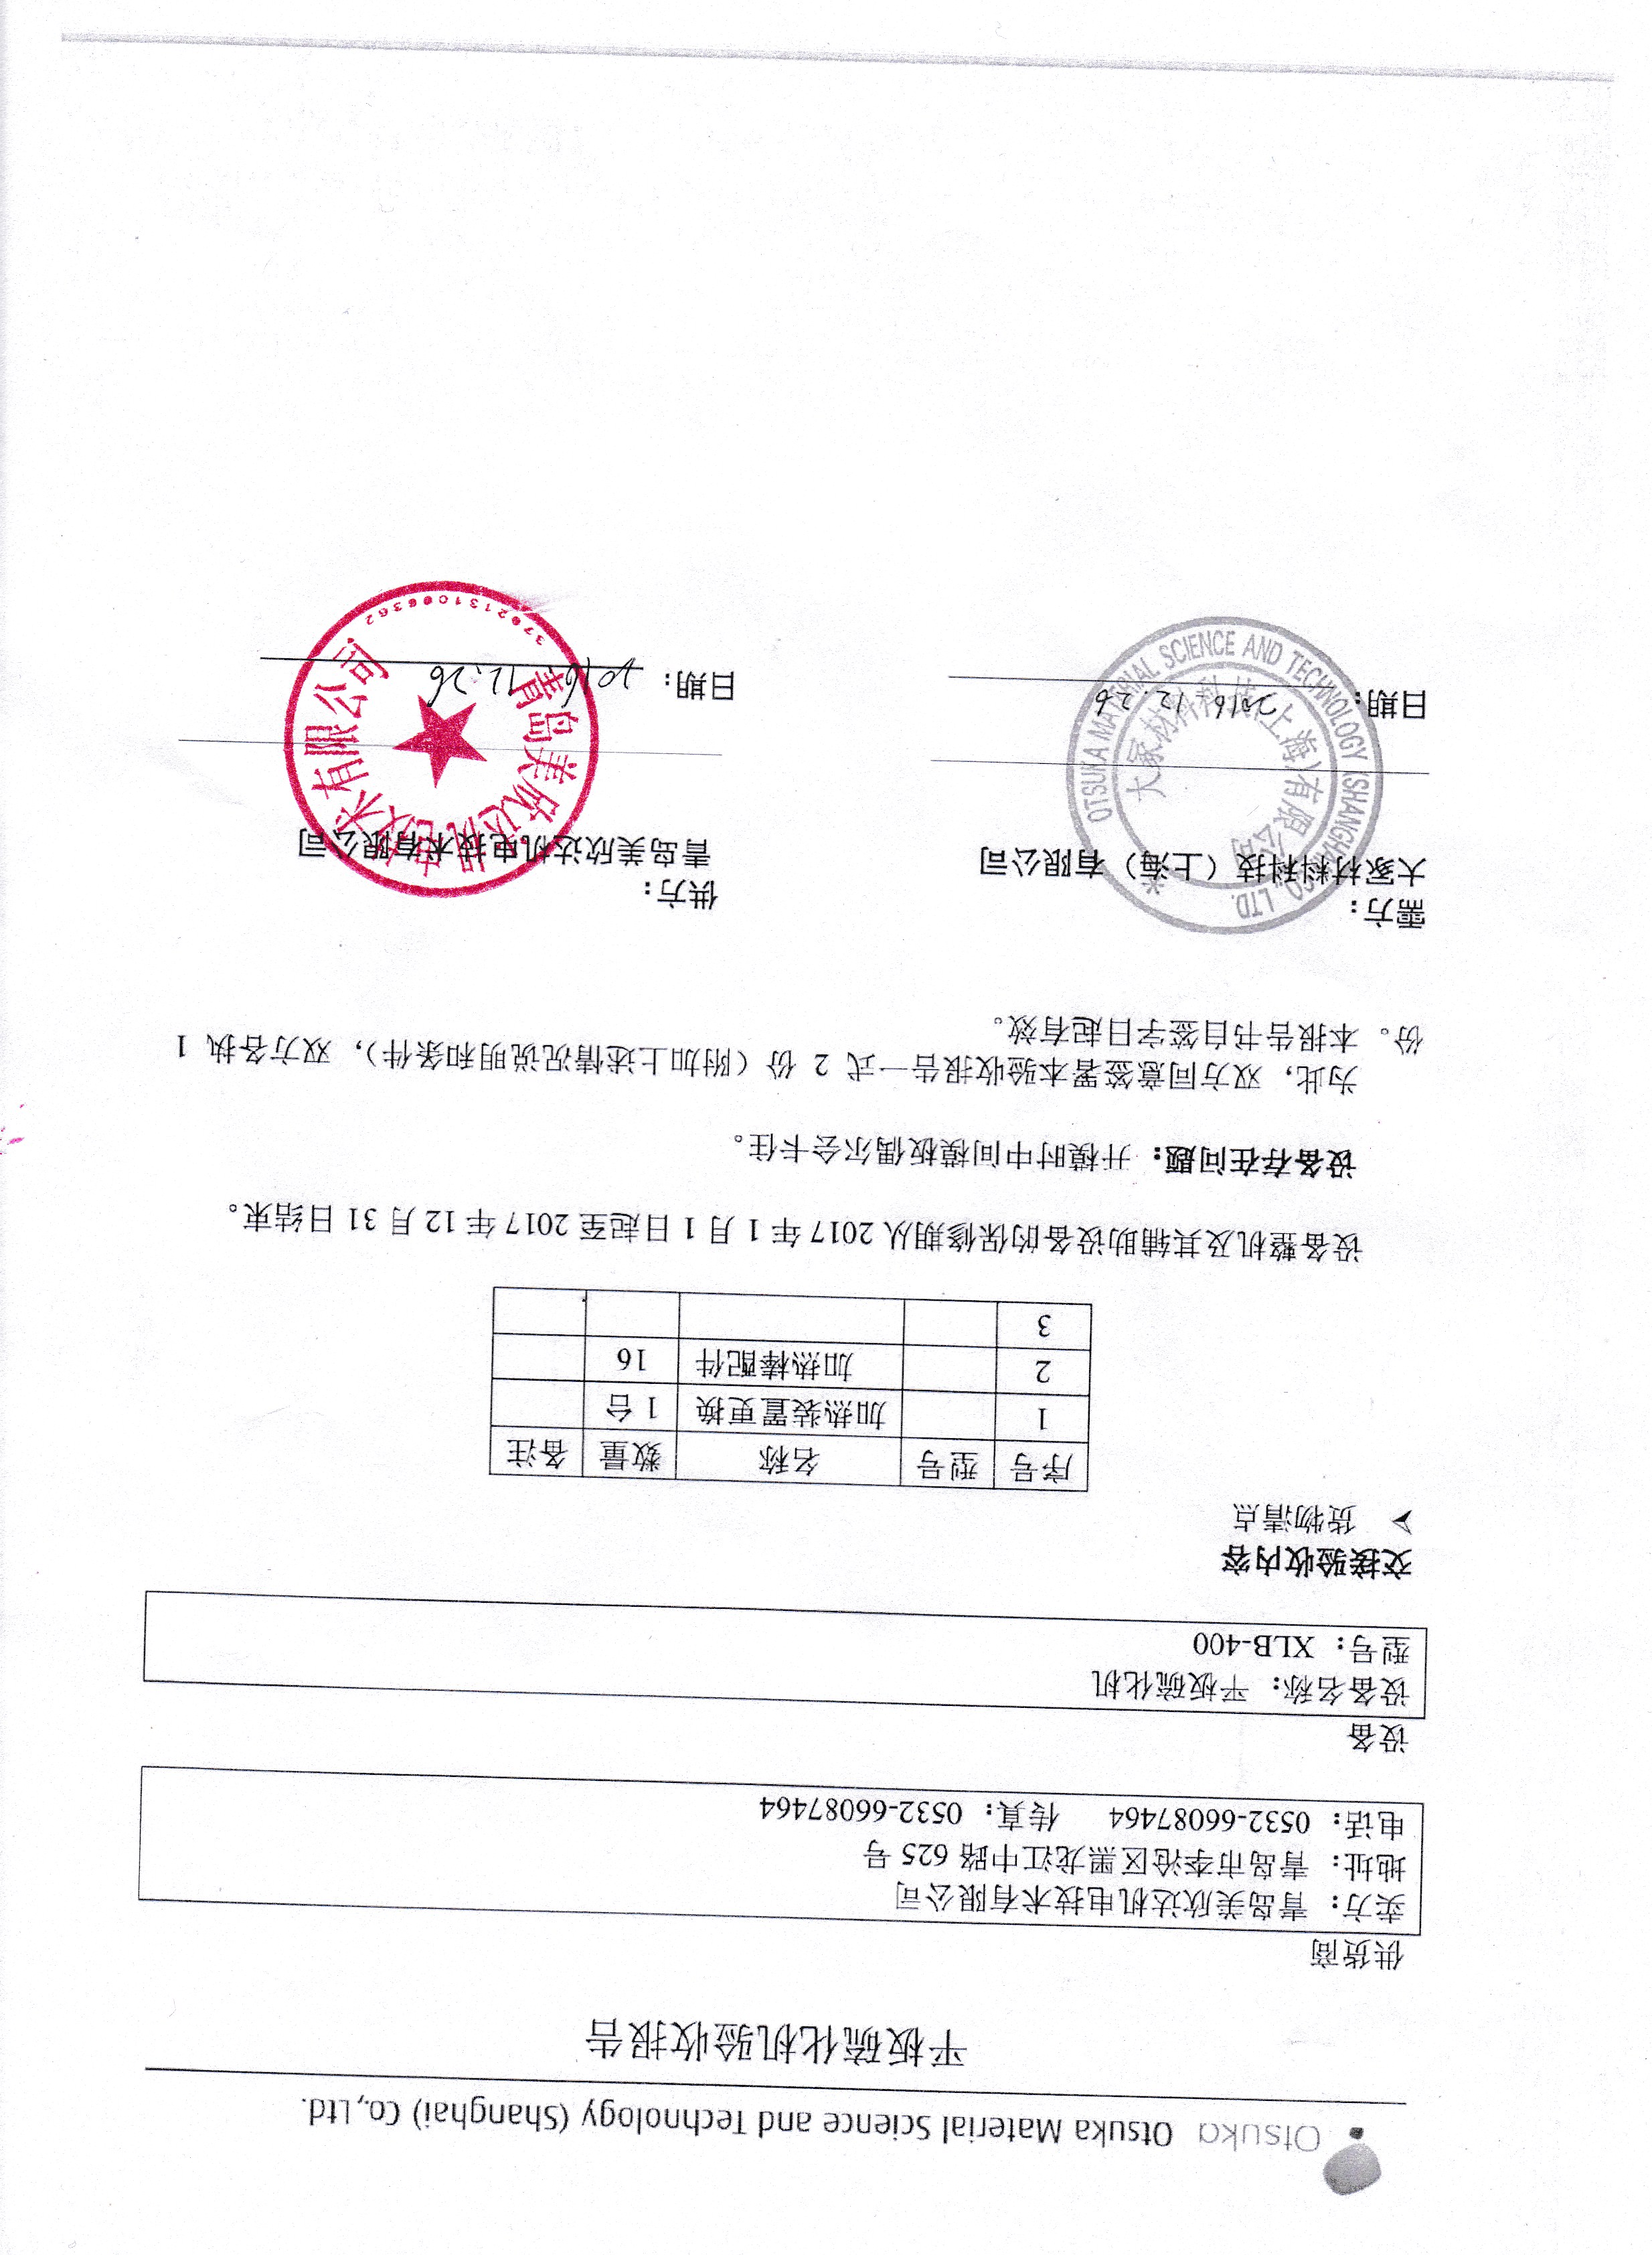 Otsuka Otsuka Material Science and Technology (Shanghai) Co.,Ltd.
平板硫化机验收报告
供货商
卖方：青岛美欣达机电技术有限公司
地址：青岛市李沧区黑龙江中路 625 号
电话：0532-66087464 传真：0532-66087464
设备
设备名称：平板硫化机
型号：XLB-400
交接验收内容
➢ 货物清点
序号 型号 名称 数量 备注
1 加热装置更换 1 台
2 加热棒配件 16
3
设备整机及其辅助设备的保修期从 2017 年 1 月 1 日起至 2017 年 12 月 31 日结束。
设备存在问题：开模时中间模板偶尔会卡住。
为此，双方同意签署本验收报告一式 2 份（附加上述情况说明和条件），双方各执 1
份。本报告书自签字日起有效。
需方：
大冢材料科技（上海）有限公司
日期：2016.12.26
OTSUKA MATERIAL SCIENCE AND TECHNOLOGY (SHANGHAI) CO., LTD.
大冢材料科技(上海)有限公司
供方：
青岛美欣达机电技术有限公司
日期：2016.12.26
青岛美欣达机电技术有限公司